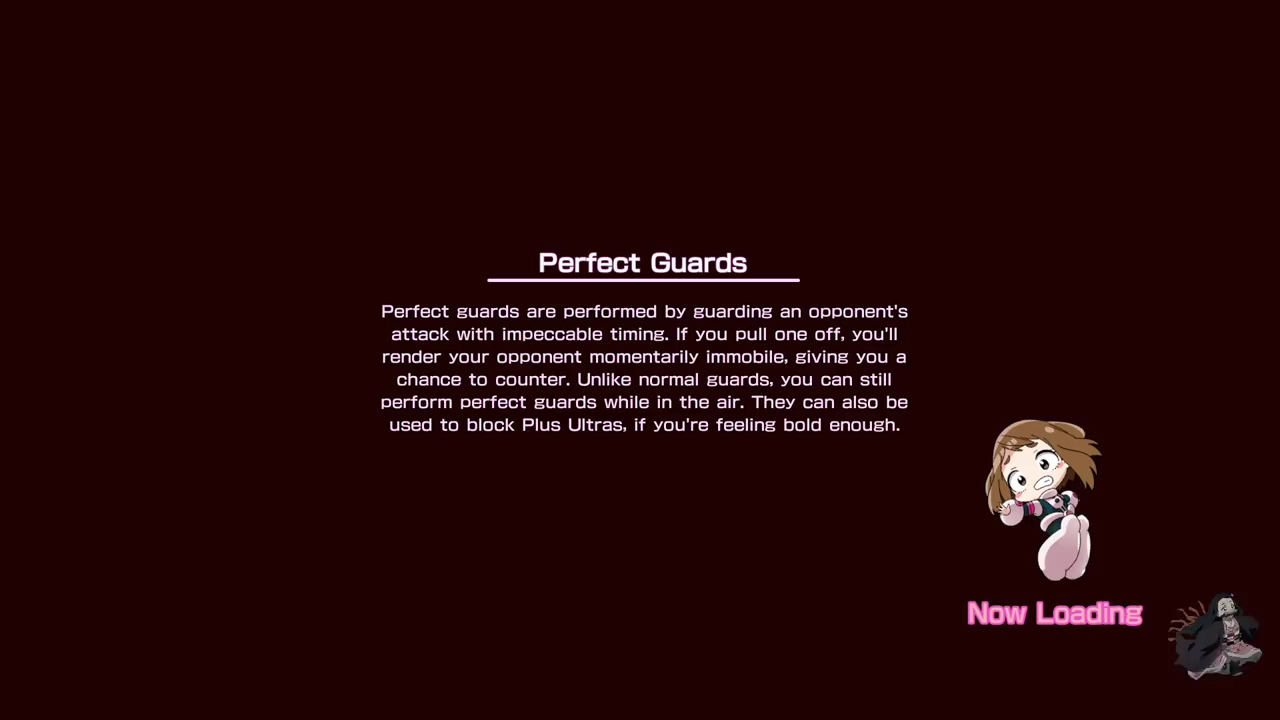 Perfect Guards
Perfect guards are performed by guarding an opponent's
attack with impeccable timing. If you pull one off, you'll
render your opponent momentarily immobile, giving you a
chance to counter. Unlike normal guards, you can still
perform perfect guards while in the air. They can also be
used to block Plus Ultras, if you're feeling bold enough.
Now Loading